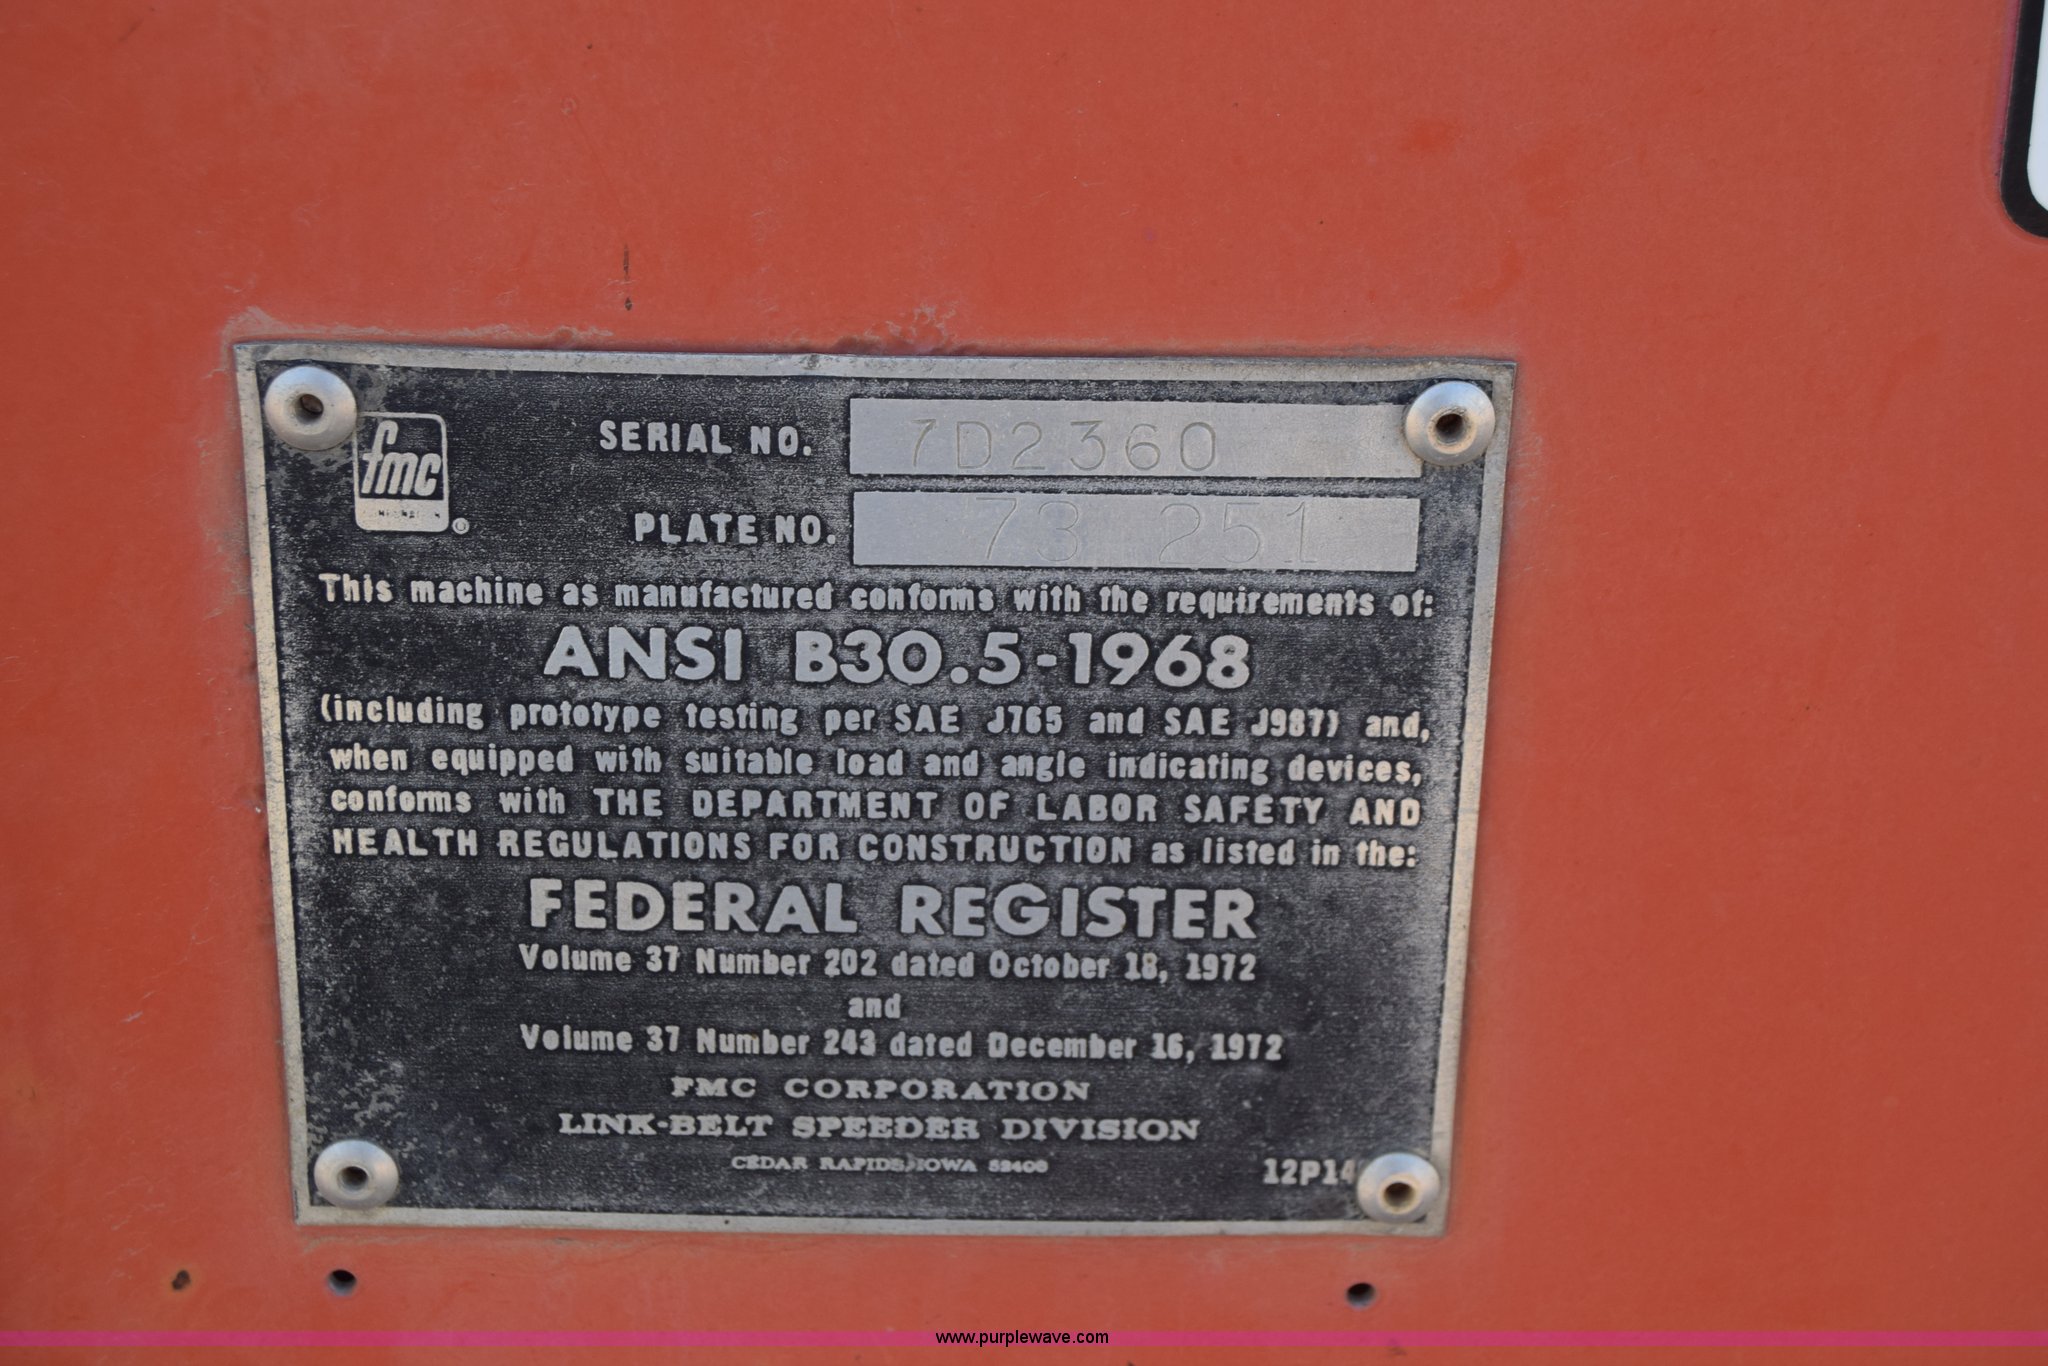 fmc
SERIAL NO. 7D2360
PLATE NO. 73 251
This machine as manufactured conforms with the requirements of:
ANSI B30.5-1968
(including prototype testing per SAE J765 and SAE J987) and,
when equipped with suitable load and angle indicating devices,
conforms with THE DEPARTMENT OF LABOR SAFETY AND
HEALTH REGULATIONS FOR CONSTRUCTION as listed in the:
FEDERAL REGISTER
Volume 37 Number 202 dated October 18, 1972
and
Volume 37 Number 243 dated December 16, 1972
FMC CORPORATION
LINK-BELT SPEEDER DIVISION
CEDAR RAPIDS, IOWA 52406
www.purplewave.com